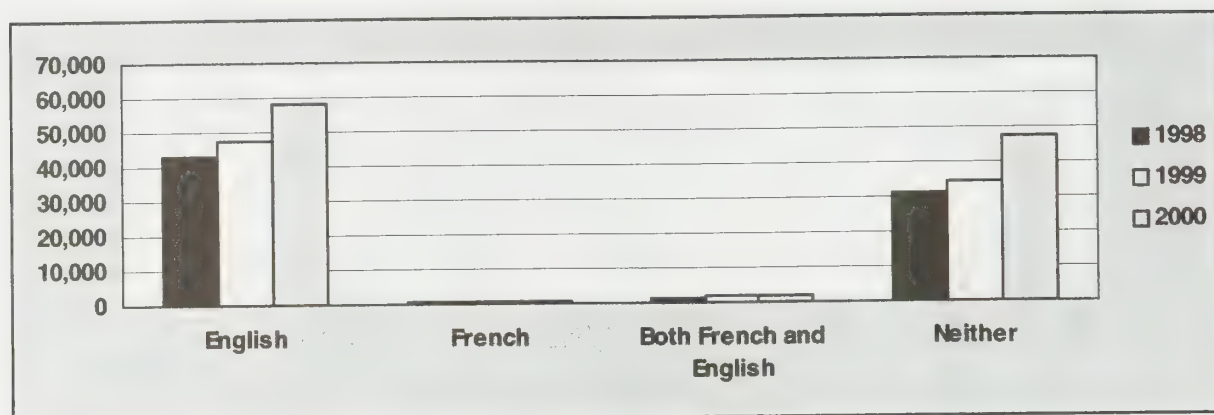 70,000
60,000
50,000
40,000
30,000
20,000
10,000
0
English
French
Both French and
English
Neither
1998
1999
2000